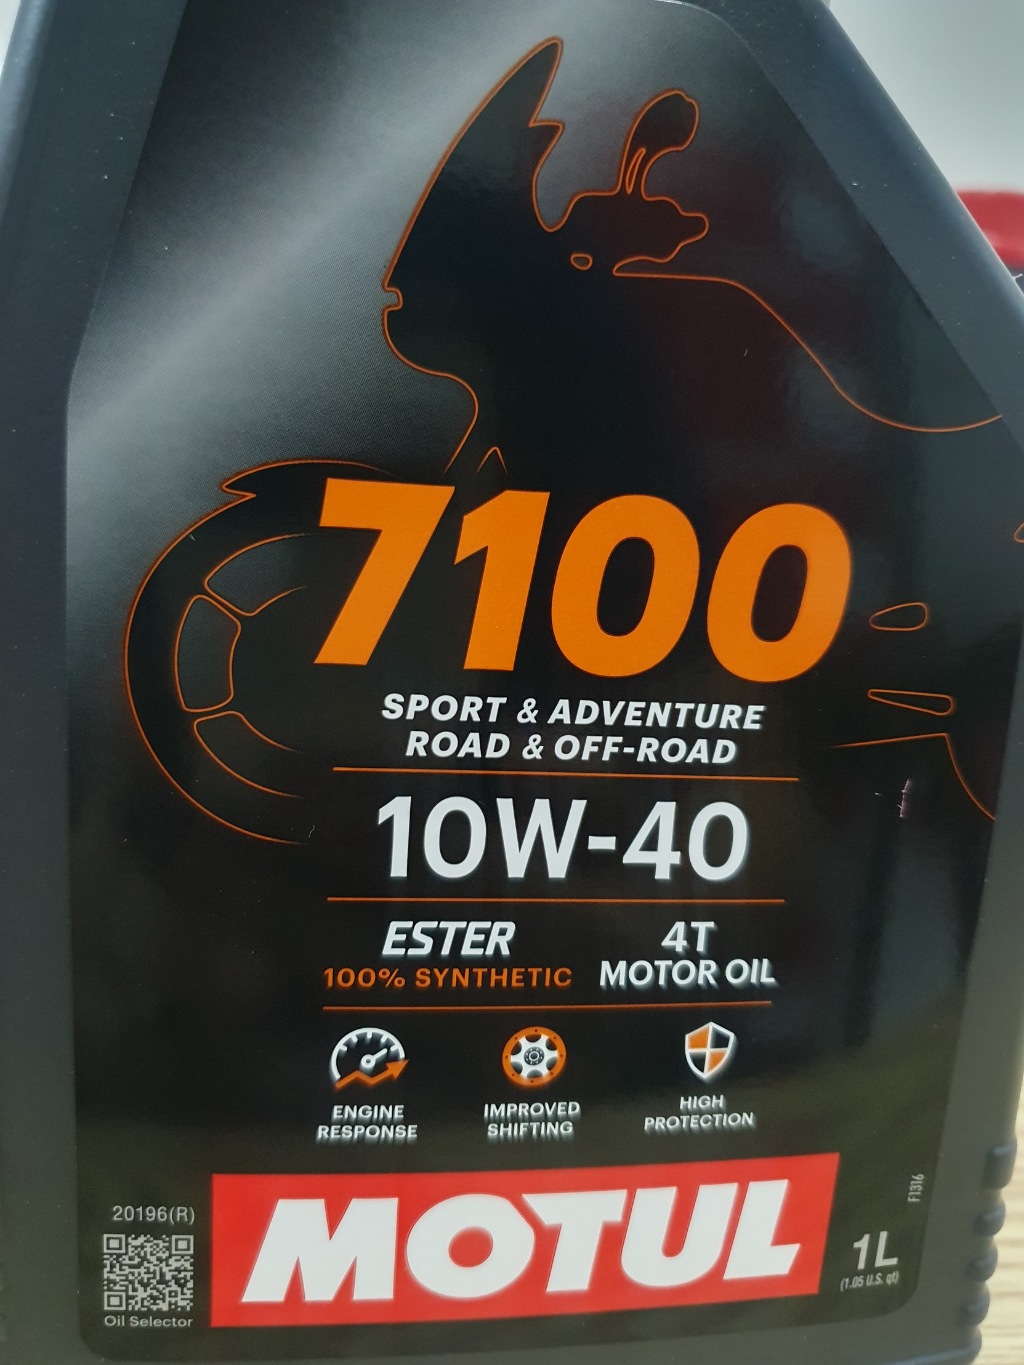 7100
SPORT & ADVENTURE
ROAD & OFF-ROAD
10W-40
ESTER
100% SYNTHETIC
4T
MOTOR OIL
ENGINE
RESPONSE
IMPROVED
SHIFTING
HIGH
PROTECTION
20196(R)
Oil Selector
MOTUL
F1316
1L
(1.05 U.S. qt)